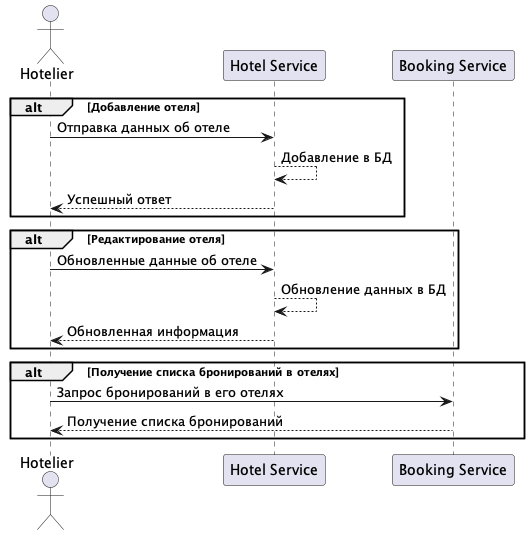 Hotelier
Hotel Service
Booking Service
alt [Добавление отеля]
Отправка данных об отеле
Добавление в БД
Успешный ответ
alt [Редактирование отеля]
Обновленные данные об отеле
Обновление данных в БД
Обновленная информация
alt [Получение списка бронирований в отелях]
Запрос бронирований в его отелях
Получение списка бронирований
Hotelier
Hotel Service
Booking Service